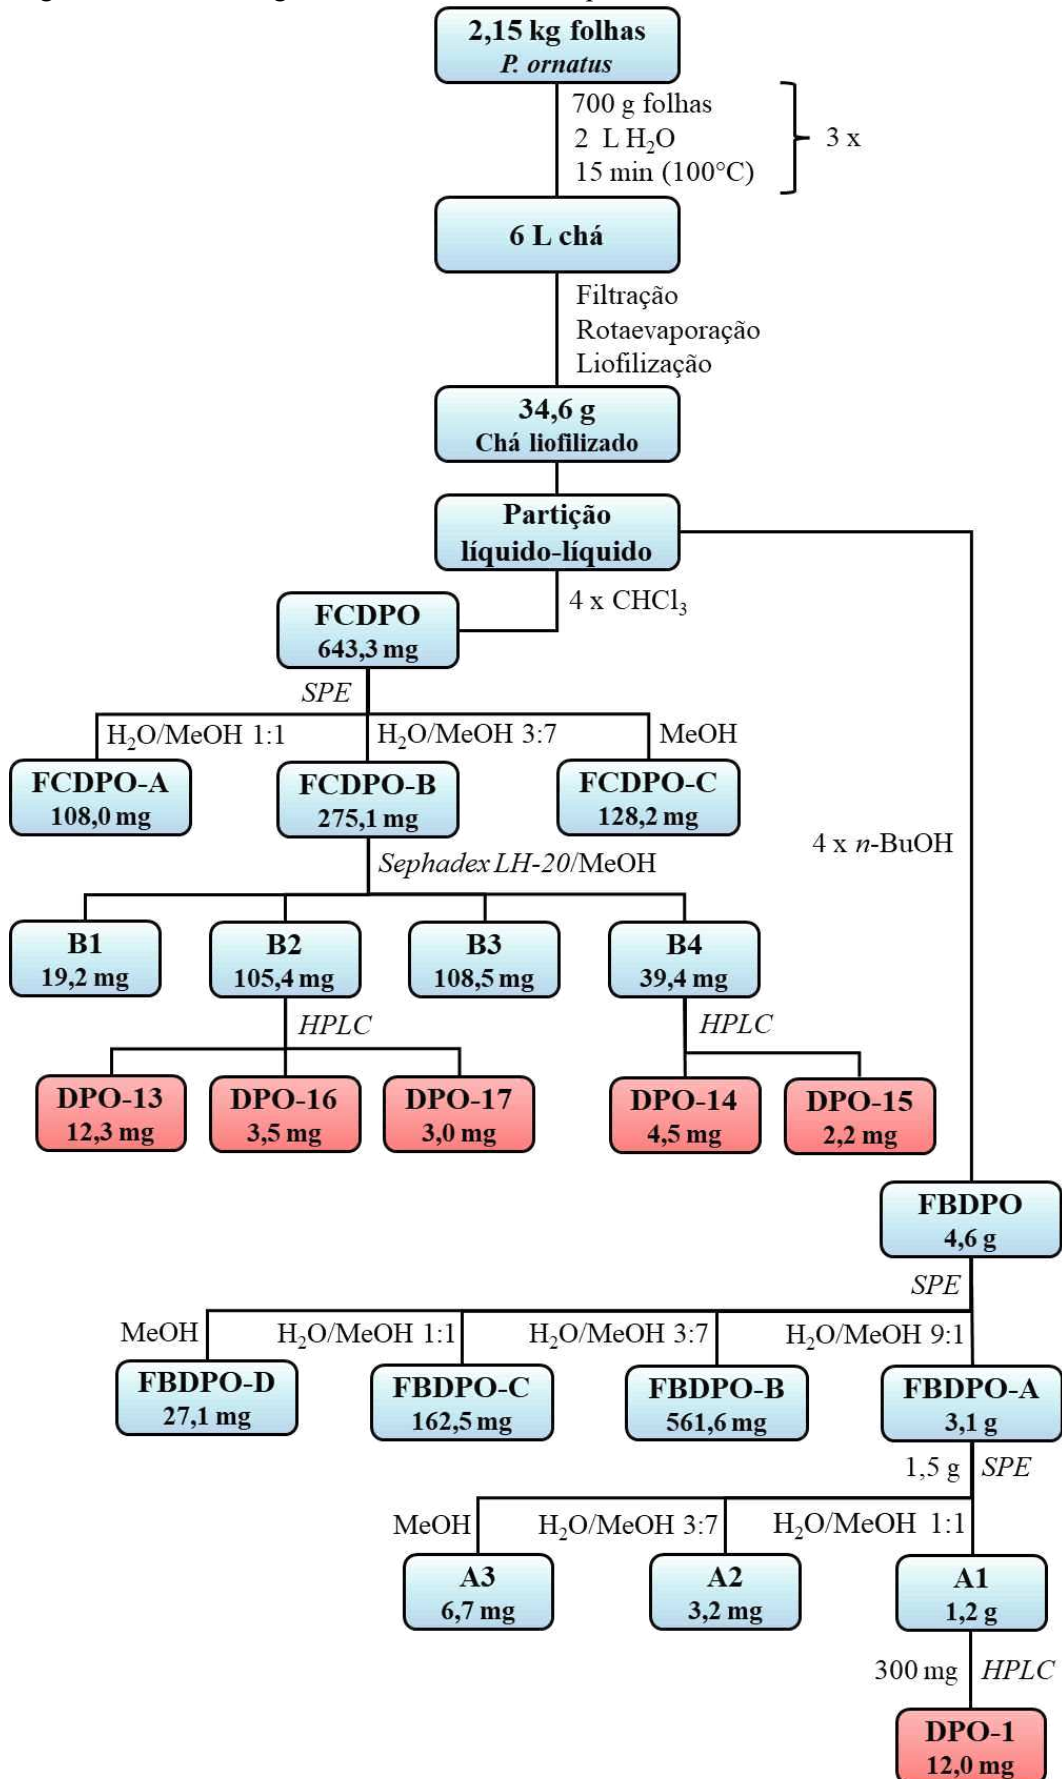 2,15 kg folhas
P. ornatus
700 g folhas
2 L H₂O
15 min (100°C)
3 x
6 L chá
Filtração
Rotaevaporação
Liofilização
34,6 g
Chá liofilizado
Partição
líquido-líquido
4 x CHCl₃
FCDPO
643,3 mg
SPE
H₂O/MeOH 1:1
H₂O/MeOH 3:7
MeOH
FCDPO-A
108,0 mg
FCDPO-B
275,1 mg
FCDPO-C
128,2 mg
4 x n-BuOH
Sephadex LH-20/MeOH
B1
19,2 mg
B2
105,4 mg
B3
108,5 mg
B4
39,4 mg
HPLC
HPLC
DPO-13
12,3 mg
DPO-16
3,5 mg
DPO-17
3,0 mg
DPO-14
4,5 mg
DPO-15
2,2 mg
FBDPO
4,6 g
SPE
MeOH
H₂O/MeOH 1:1
H₂O/MeOH 3:7
H₂O/MeOH 9:1
FBDPO-D
27,1 mg
FBDPO-C
162,5 mg
FBDPO-B
561,6 mg
FBDPO-A
3,1 g
1,5 g SPE
MeOH
H₂O/MeOH 3:7
H₂O/MeOH 1:1
A3
6,7 mg
A2
3,2 mg
A1
1,2 g
300 mg HPLC
DPO-1
12,0 mg